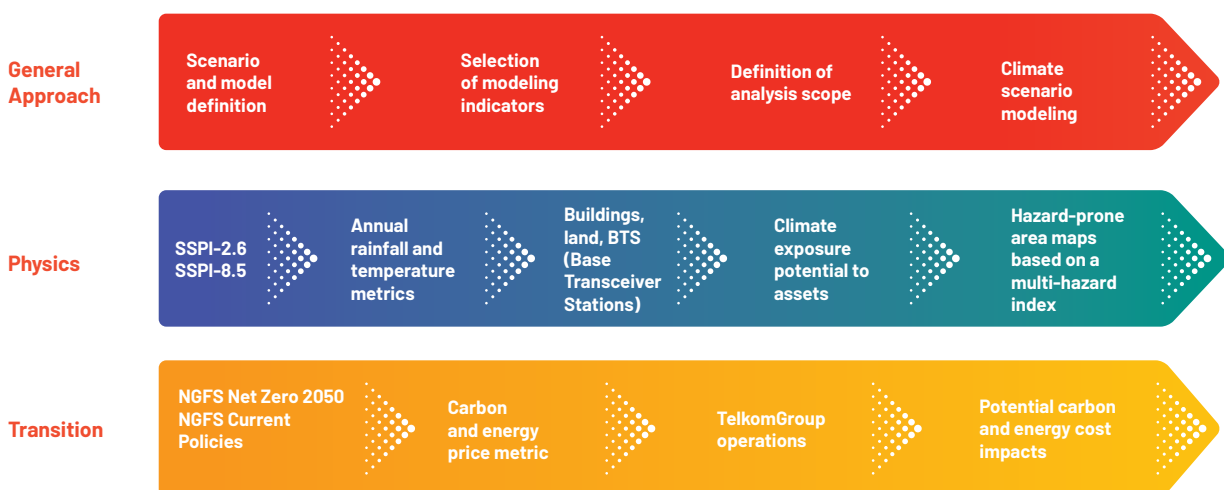 General
Approach
Scenario
and model
definition
Selection
of modeling
indicators
Definition of
analysis scope
Climate
scenario
modeling
Physics
SSPI-2.6
SSPI-8.5
Annual
rainfall and
temperature
metrics
Buildings,
land, BTS
(Base
Transceiver
Stations)
Climate
exposure
potential to
assets
Hazard-prone
area maps
based on a
multi-hazard
index
Transition
NGFS Net Zero 2050
NGFS Current
Policies
Carbon
and energy
price metric
TelkomGroup
operations
Potential carbon
and energy cost
impacts